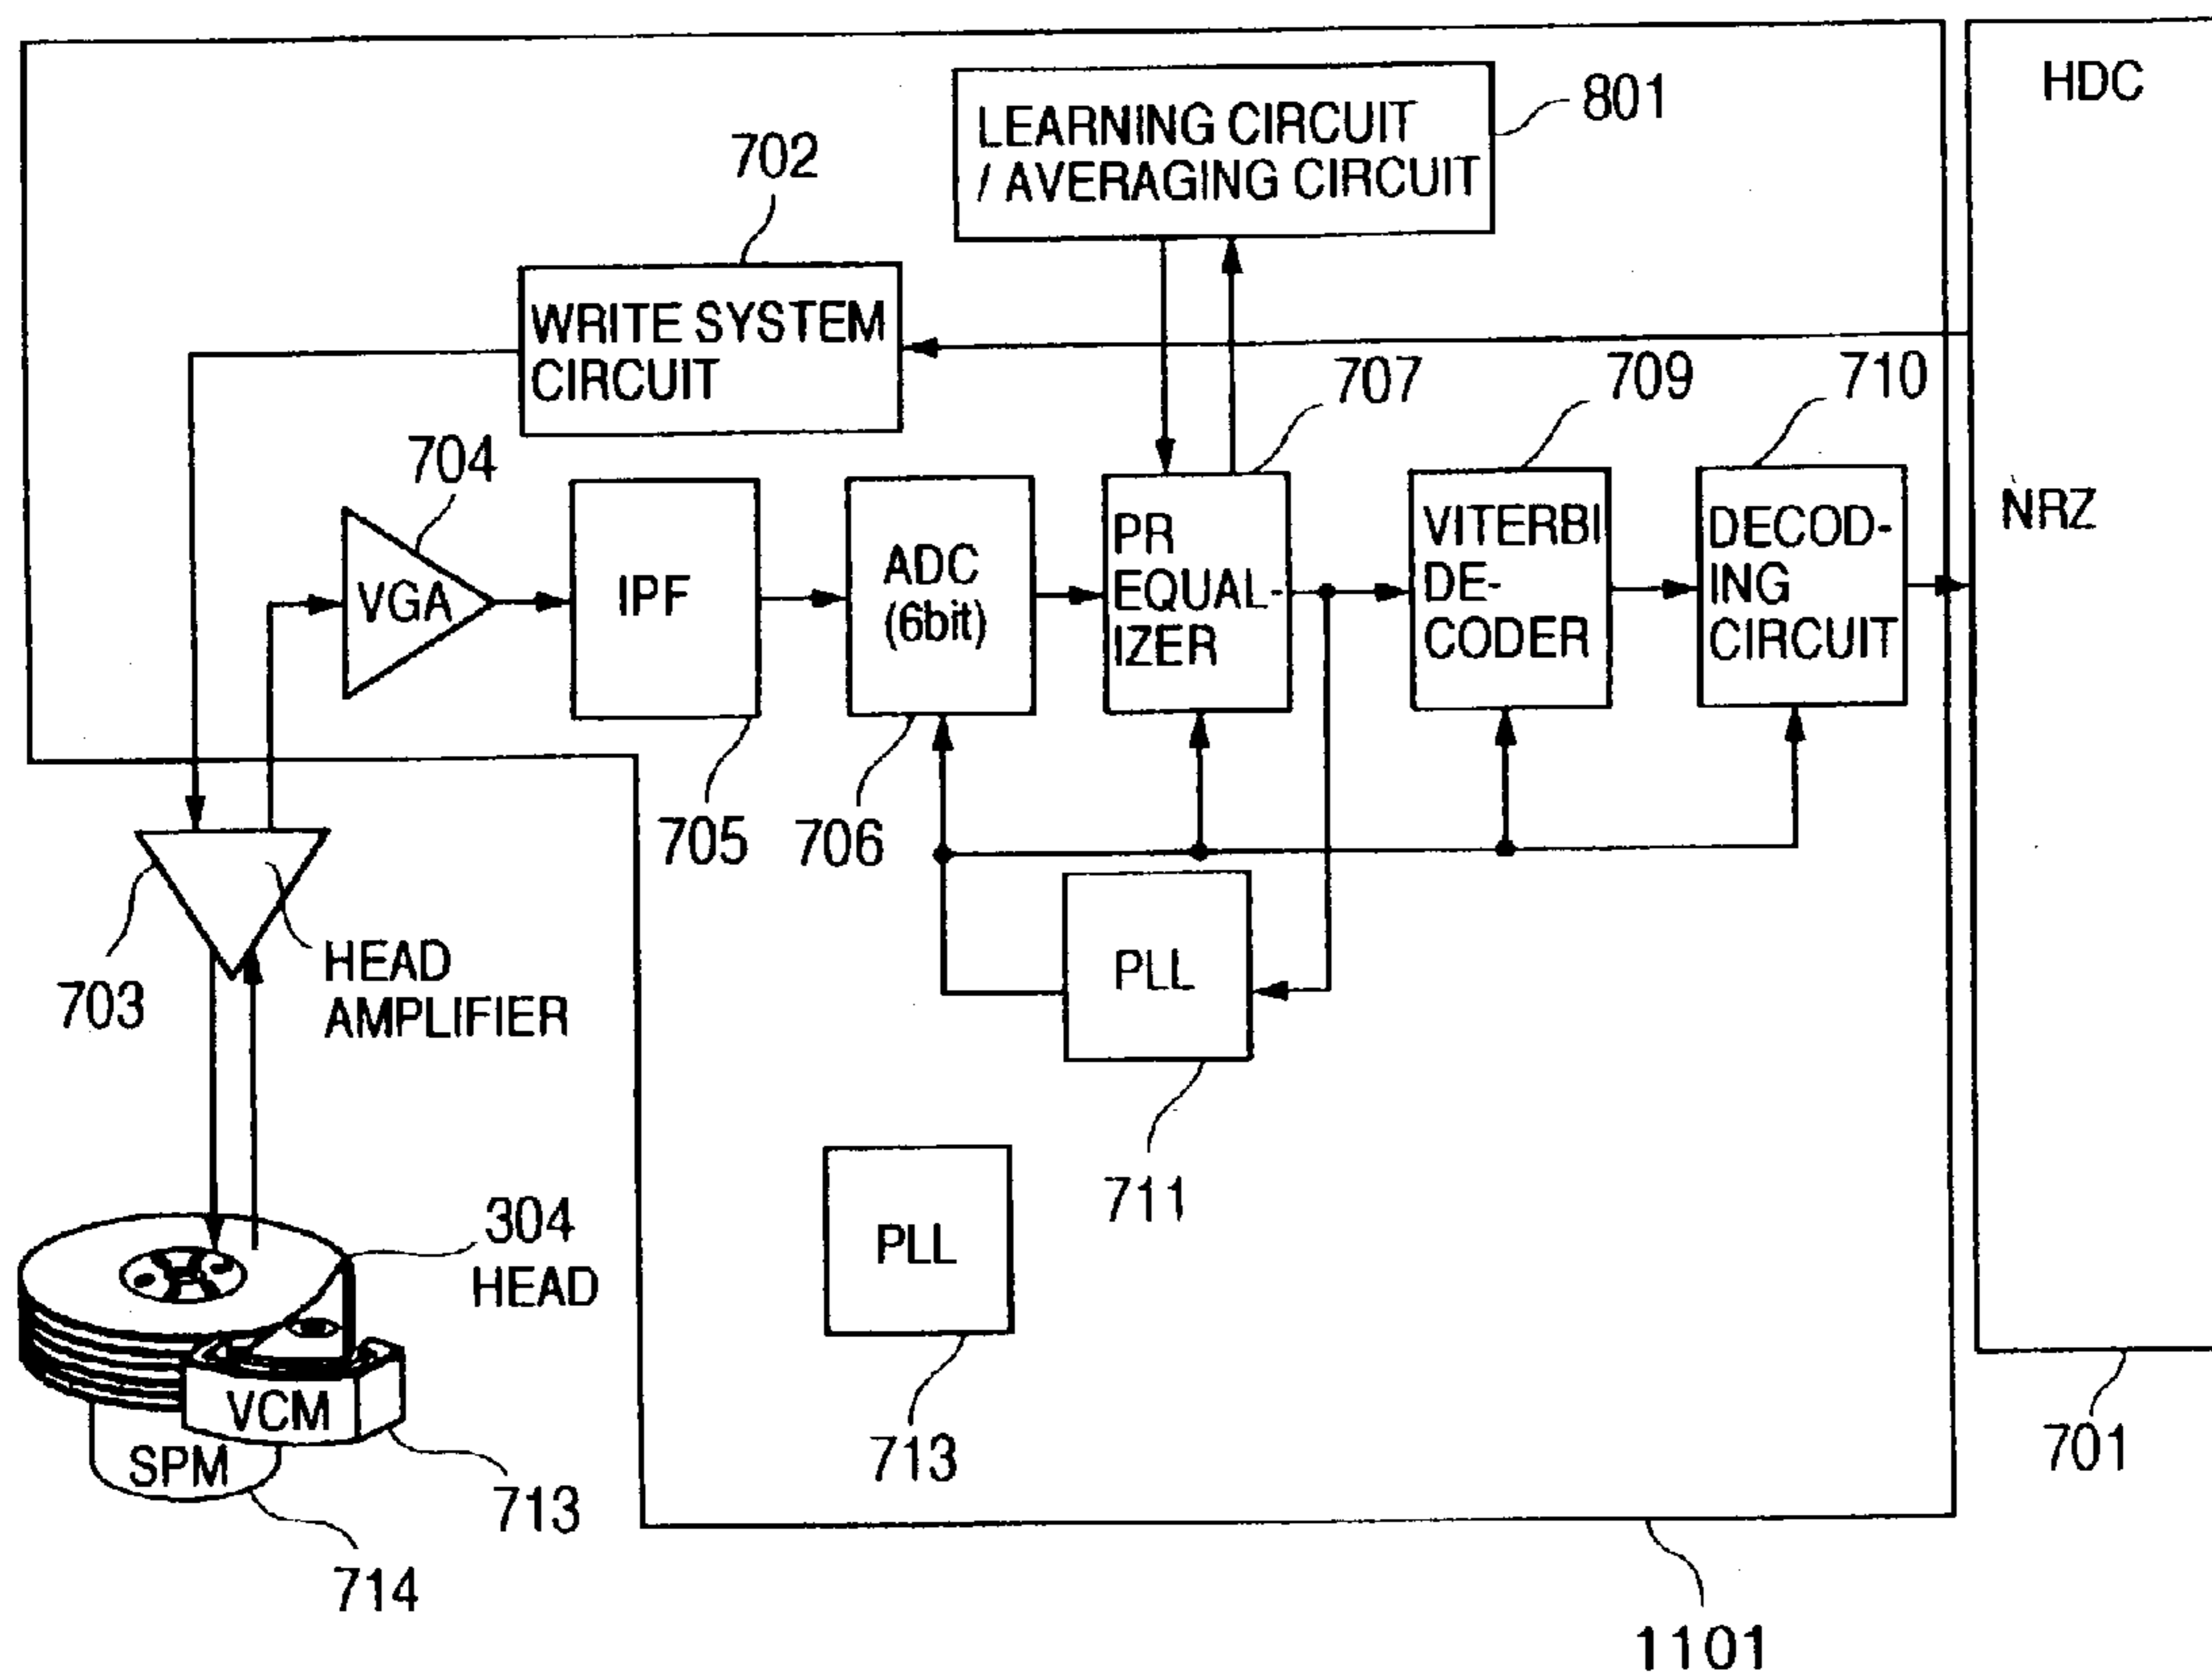 HDC
LEARNING CIRCUIT
/ AVERAGING CIRCUIT
801
702
WRITE SYSTEM
CIRCUIT
707
709
710
704
VGA
IPF
ADC
(6bit)
PR
EQUAL-
IZER
VITERBI
DE-
CODER
DECOD-
ING
CIRCUIT
NRZ
705
706
703
HEAD
AMPLIFIER
PLL
711
304
HEAD
PLL
713
VCM
SPM
713
714
701
1101